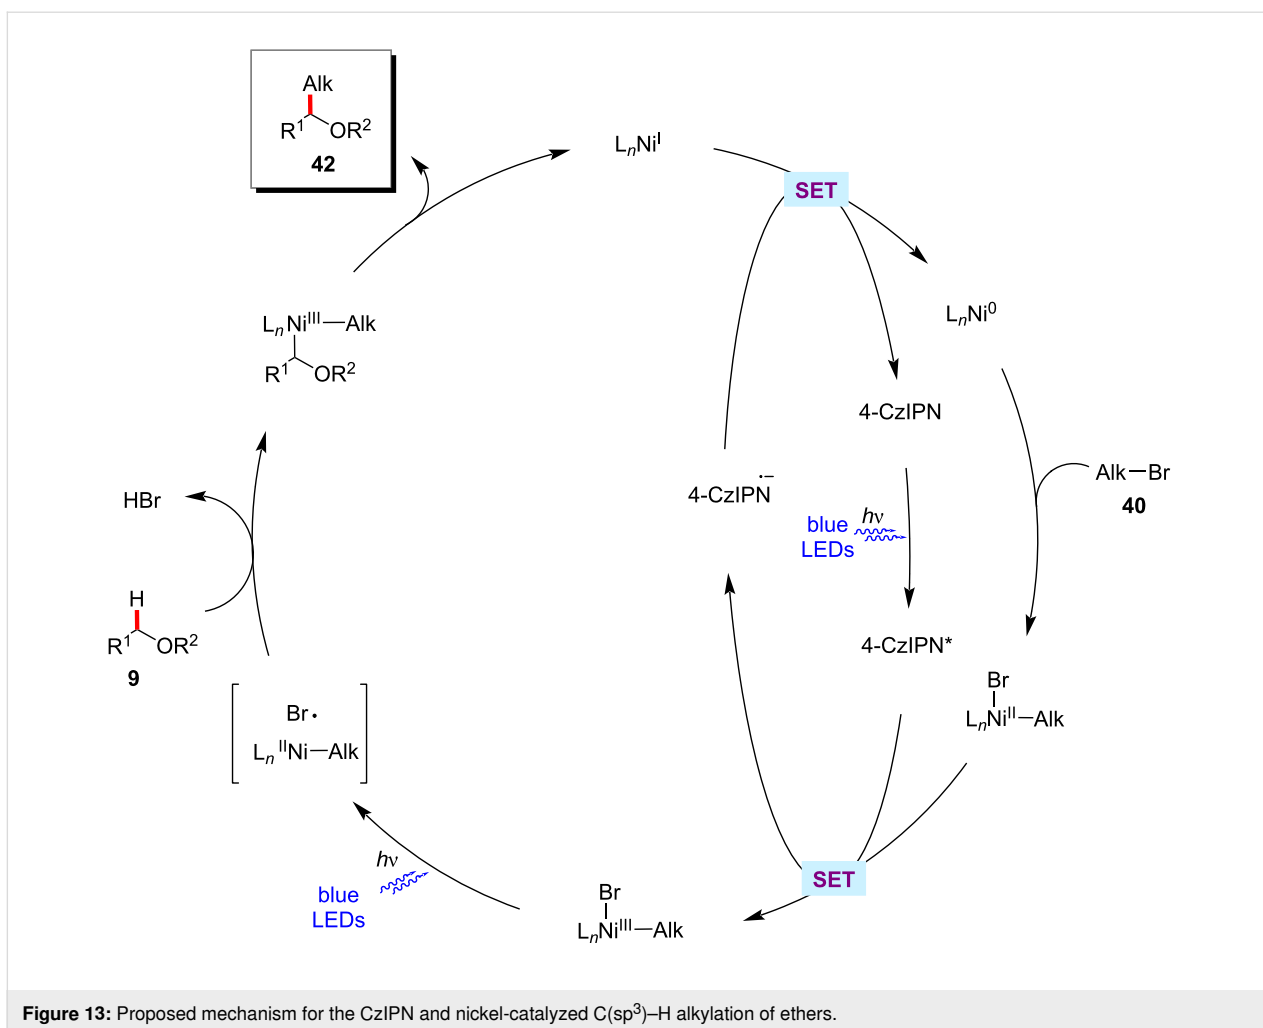 Alk
R¹ OR²
42
LₙNiᴵ
SET
LₙNi⁰
LₙNiᴵᴵᴵ—Alk
R¹ OR²
4-CzIPN
4-CzIPN·−
Alk—Br
40
HBr
blue LEDs
hν
H
R¹ OR²
9
4-CzIPN*
Br
LₙNiᴵᴵ—Alk
Br·
LₙᴵᴵNi—Alk
hν
blue LEDs
SET
Br
LₙNiᴵᴵᴵ—Alk
Figure 13: Proposed mechanism for the CzIPN and nickel-catalyzed C(sp³)–H alkylation of ethers.